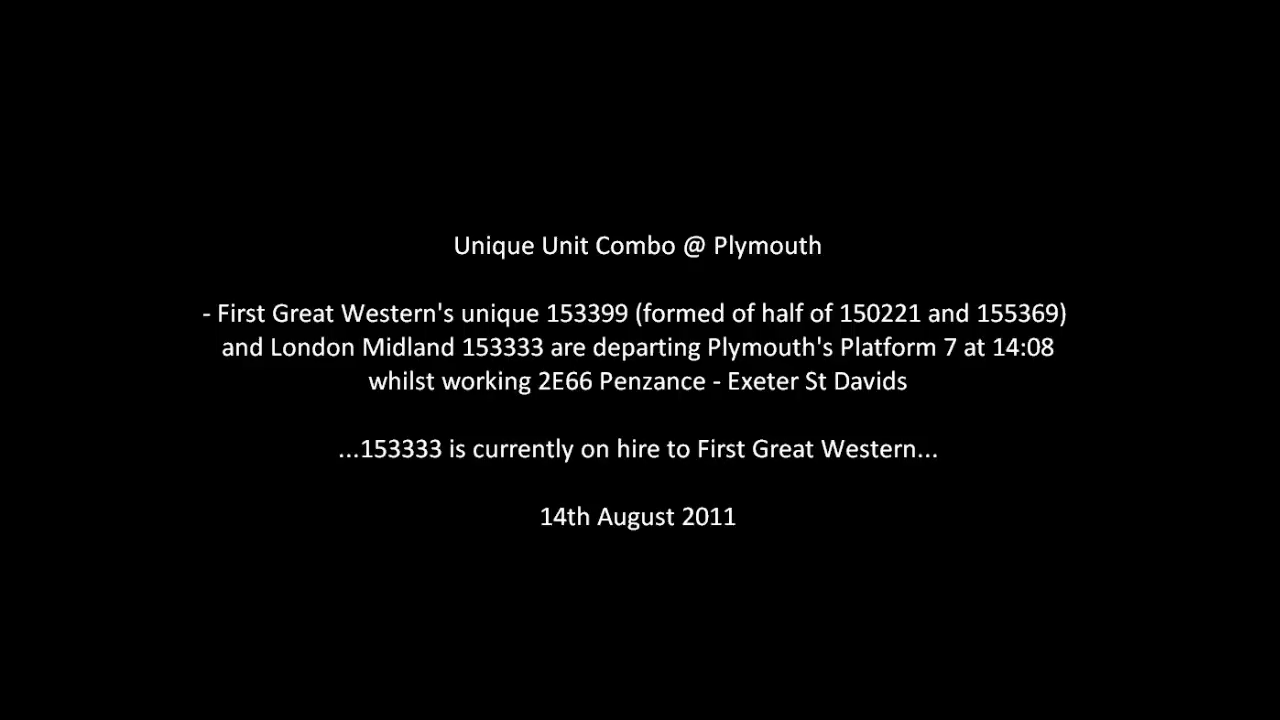 Unique Unit Combo @ Plymouth
- First Great Western's unique 153399 (formed of half of 150221 and 155369)
and London Midland 153333 are departing Plymouth's Platform 7 at 14:08
whilst working 2E66 Penzance - Exeter St Davids
...153333 is currently on hire to First Great Western...
14th August 2011